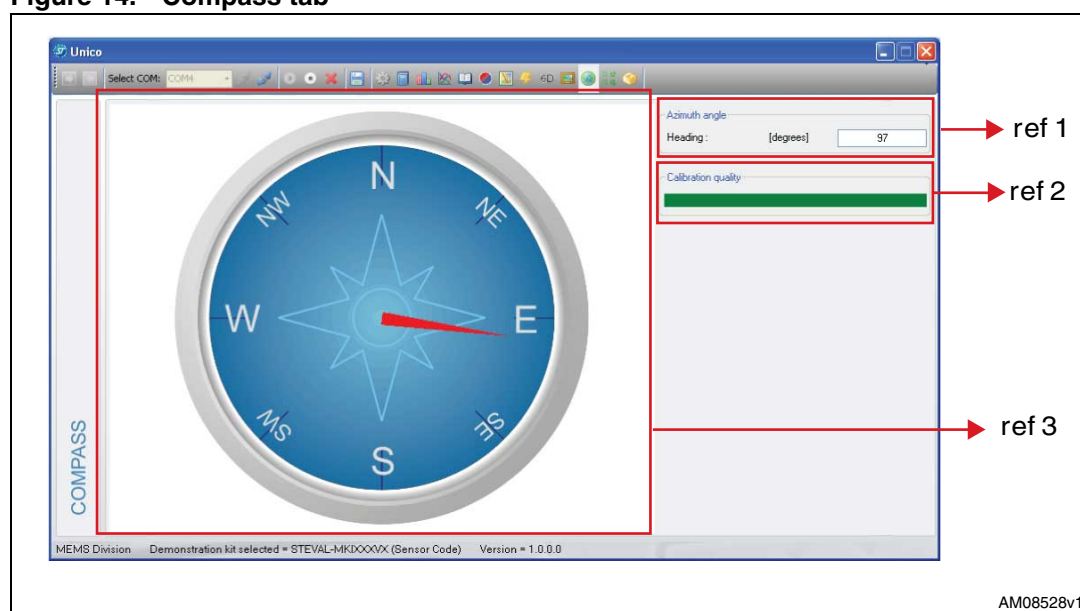 Figure 14. Compass tab
Unico
Select COM: COM4
6D
Azimuth angle
Heading : [degrees] 97
ref 1
Calibration quality
ref 2
N
NW
NE
W
E
SW
SE
S
ref 3
COMPASS
MEMS Division Demonstration kit selected = STEVAL-MKIXXXVX (Sensor Code) Version = 1.0.0.0
AM08528v1